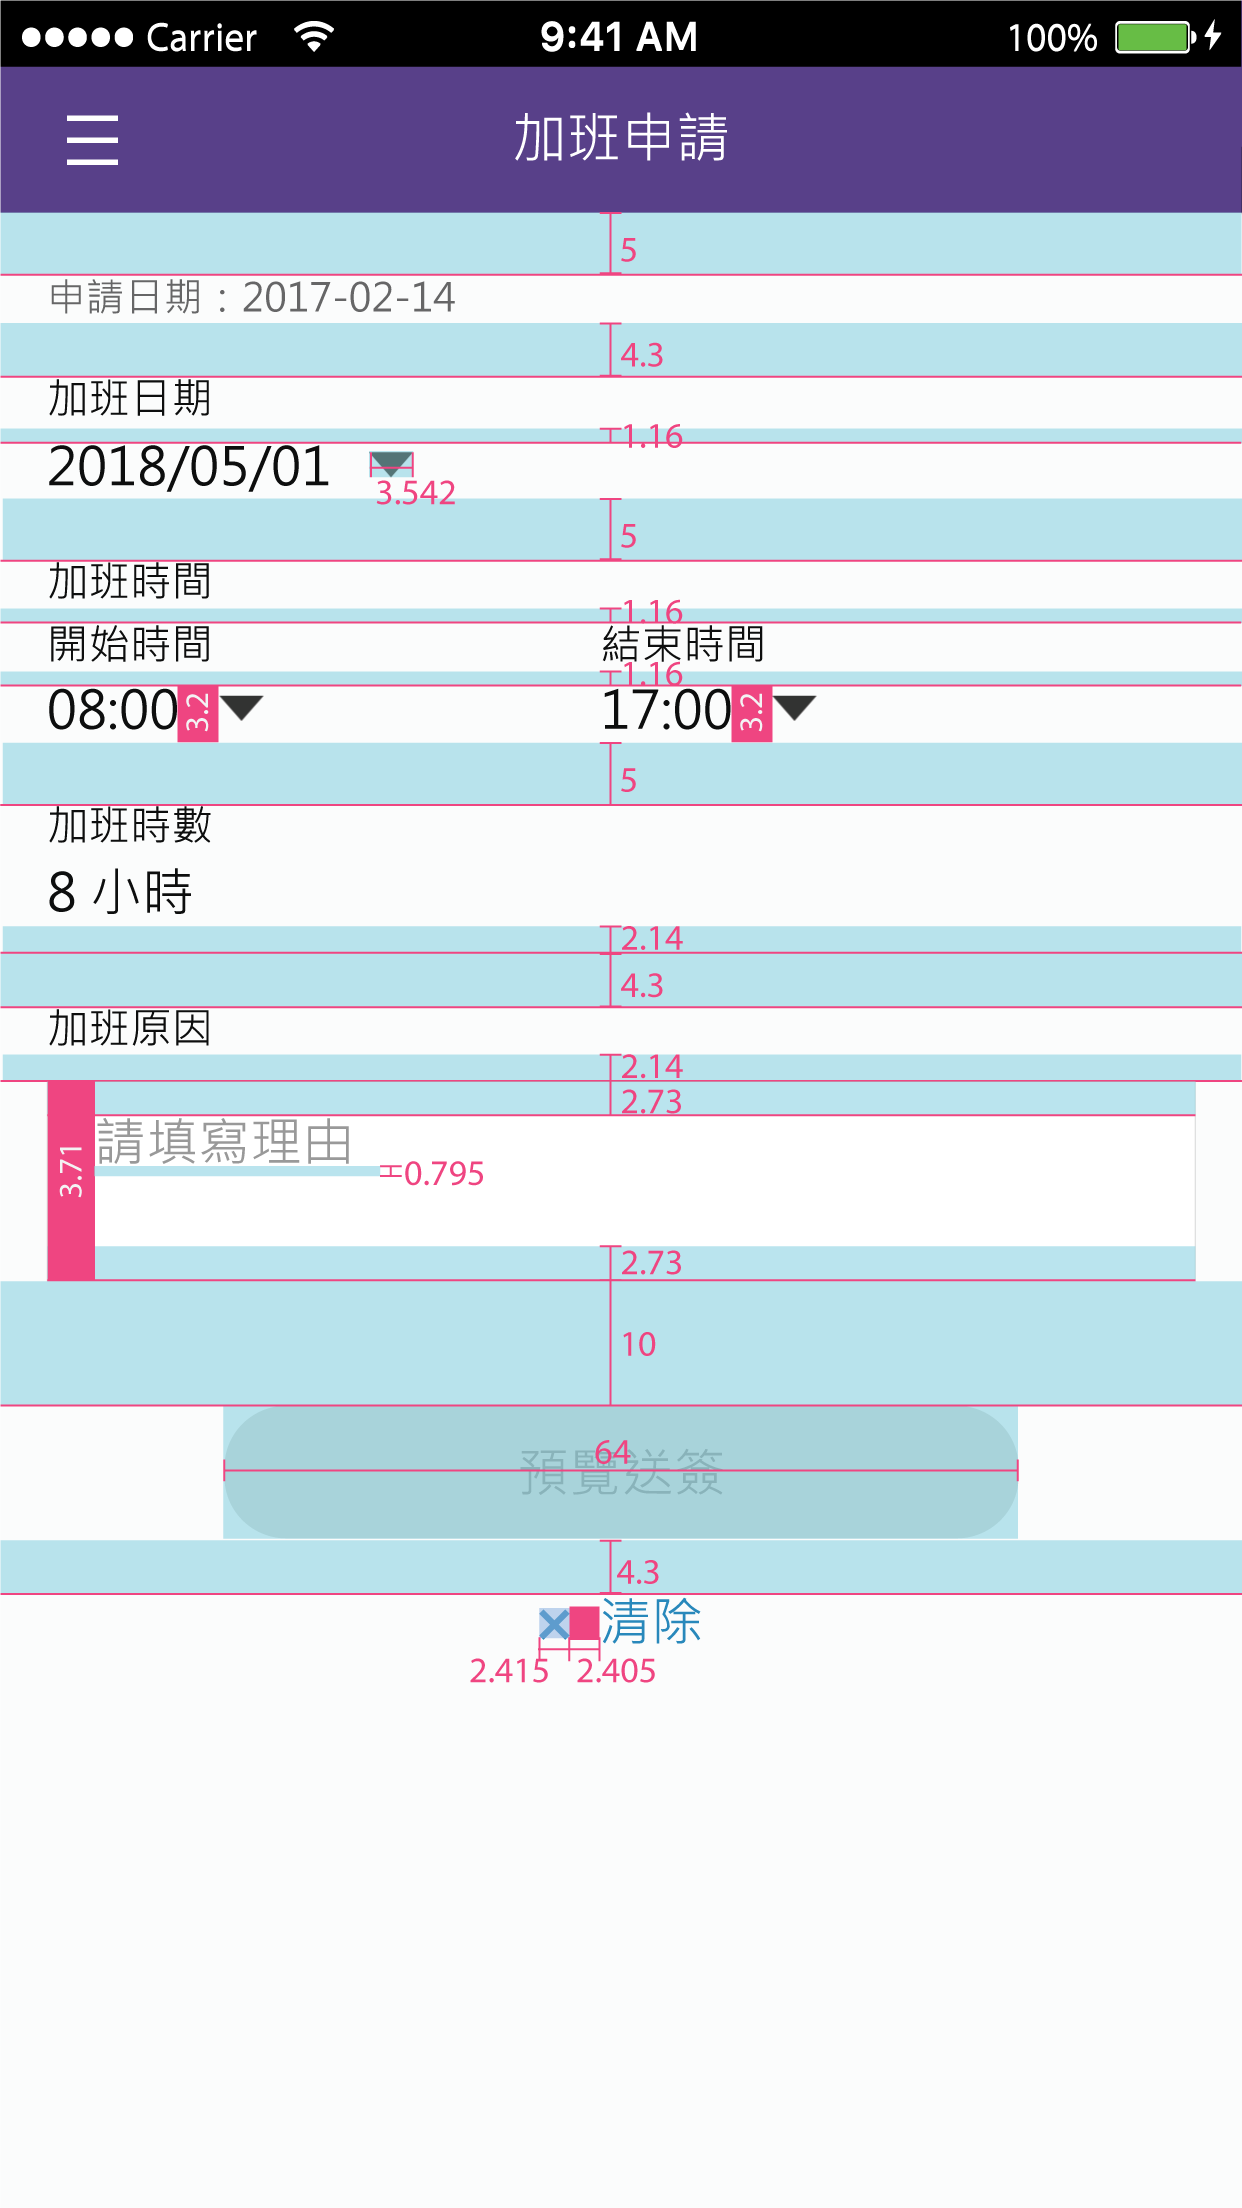 Carrier 9:41 AM 100%
加班申請
5
申請日期：2017-02-14
4.3
加班日期
1.16
2018/05/01
3.542
5
加班時間
1.16
開始時間 結束時間
1.16
08:00 3.2 17:00 3.2
5
加班時數
8 小時
2.14
4.3
加班原因
2.14
2.73
請填寫理由
3.71
0.795
2.73
10
64
預覽送簽
4.3
清除
2.415 2.405